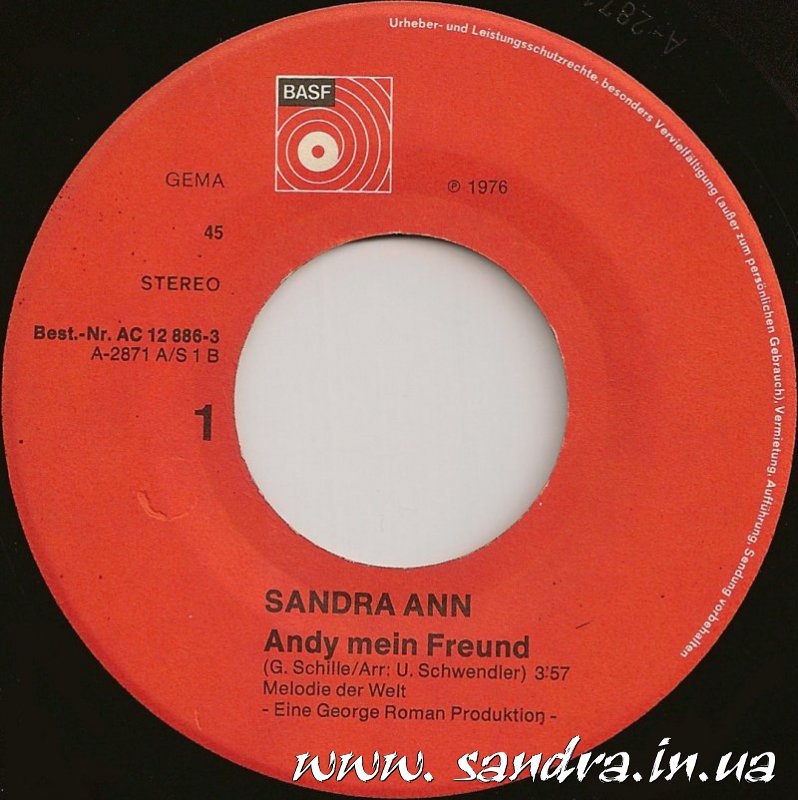 Urheber- und Leistungsschutzrechte, besonders Vervielfältigung (außer zum persönlichen Gebrauch), Vermietung, Aufführung, Sendung vorbehalten
A-2871
BASF
GEMA
℗ 1976
45
STEREO
Best.-Nr. AC 12 886-3
A-2871 A/S 1 B
1
SANDRA ANN
Andy mein Freund
(G. Schille/Arr: U. Schwendler) 3'57
Melodie der Welt
- Eine George Roman Produktion -
www. sandra.in.ua